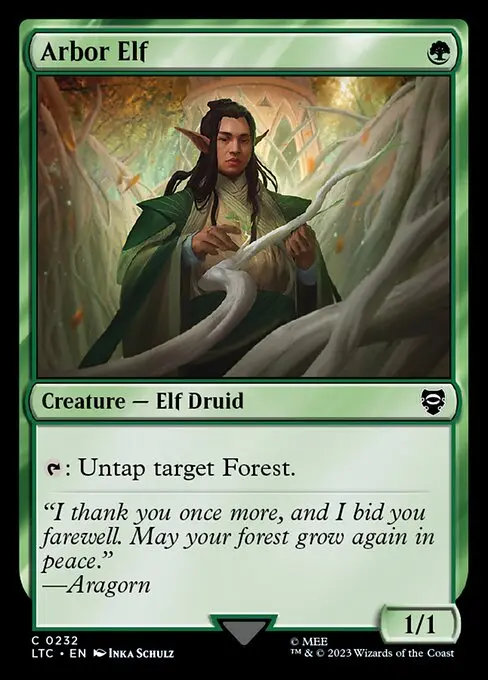 Arbor Elf
Creature — Elf Druid
: Untap target Forest.
“I thank you once more, and I bid you
farewell. May your forest grow again in
peace.”
—Aragorn
1/1
C 0232
LTC • EN Inka Schulz
© MEE
™ & © 2023 Wizards of the Coast